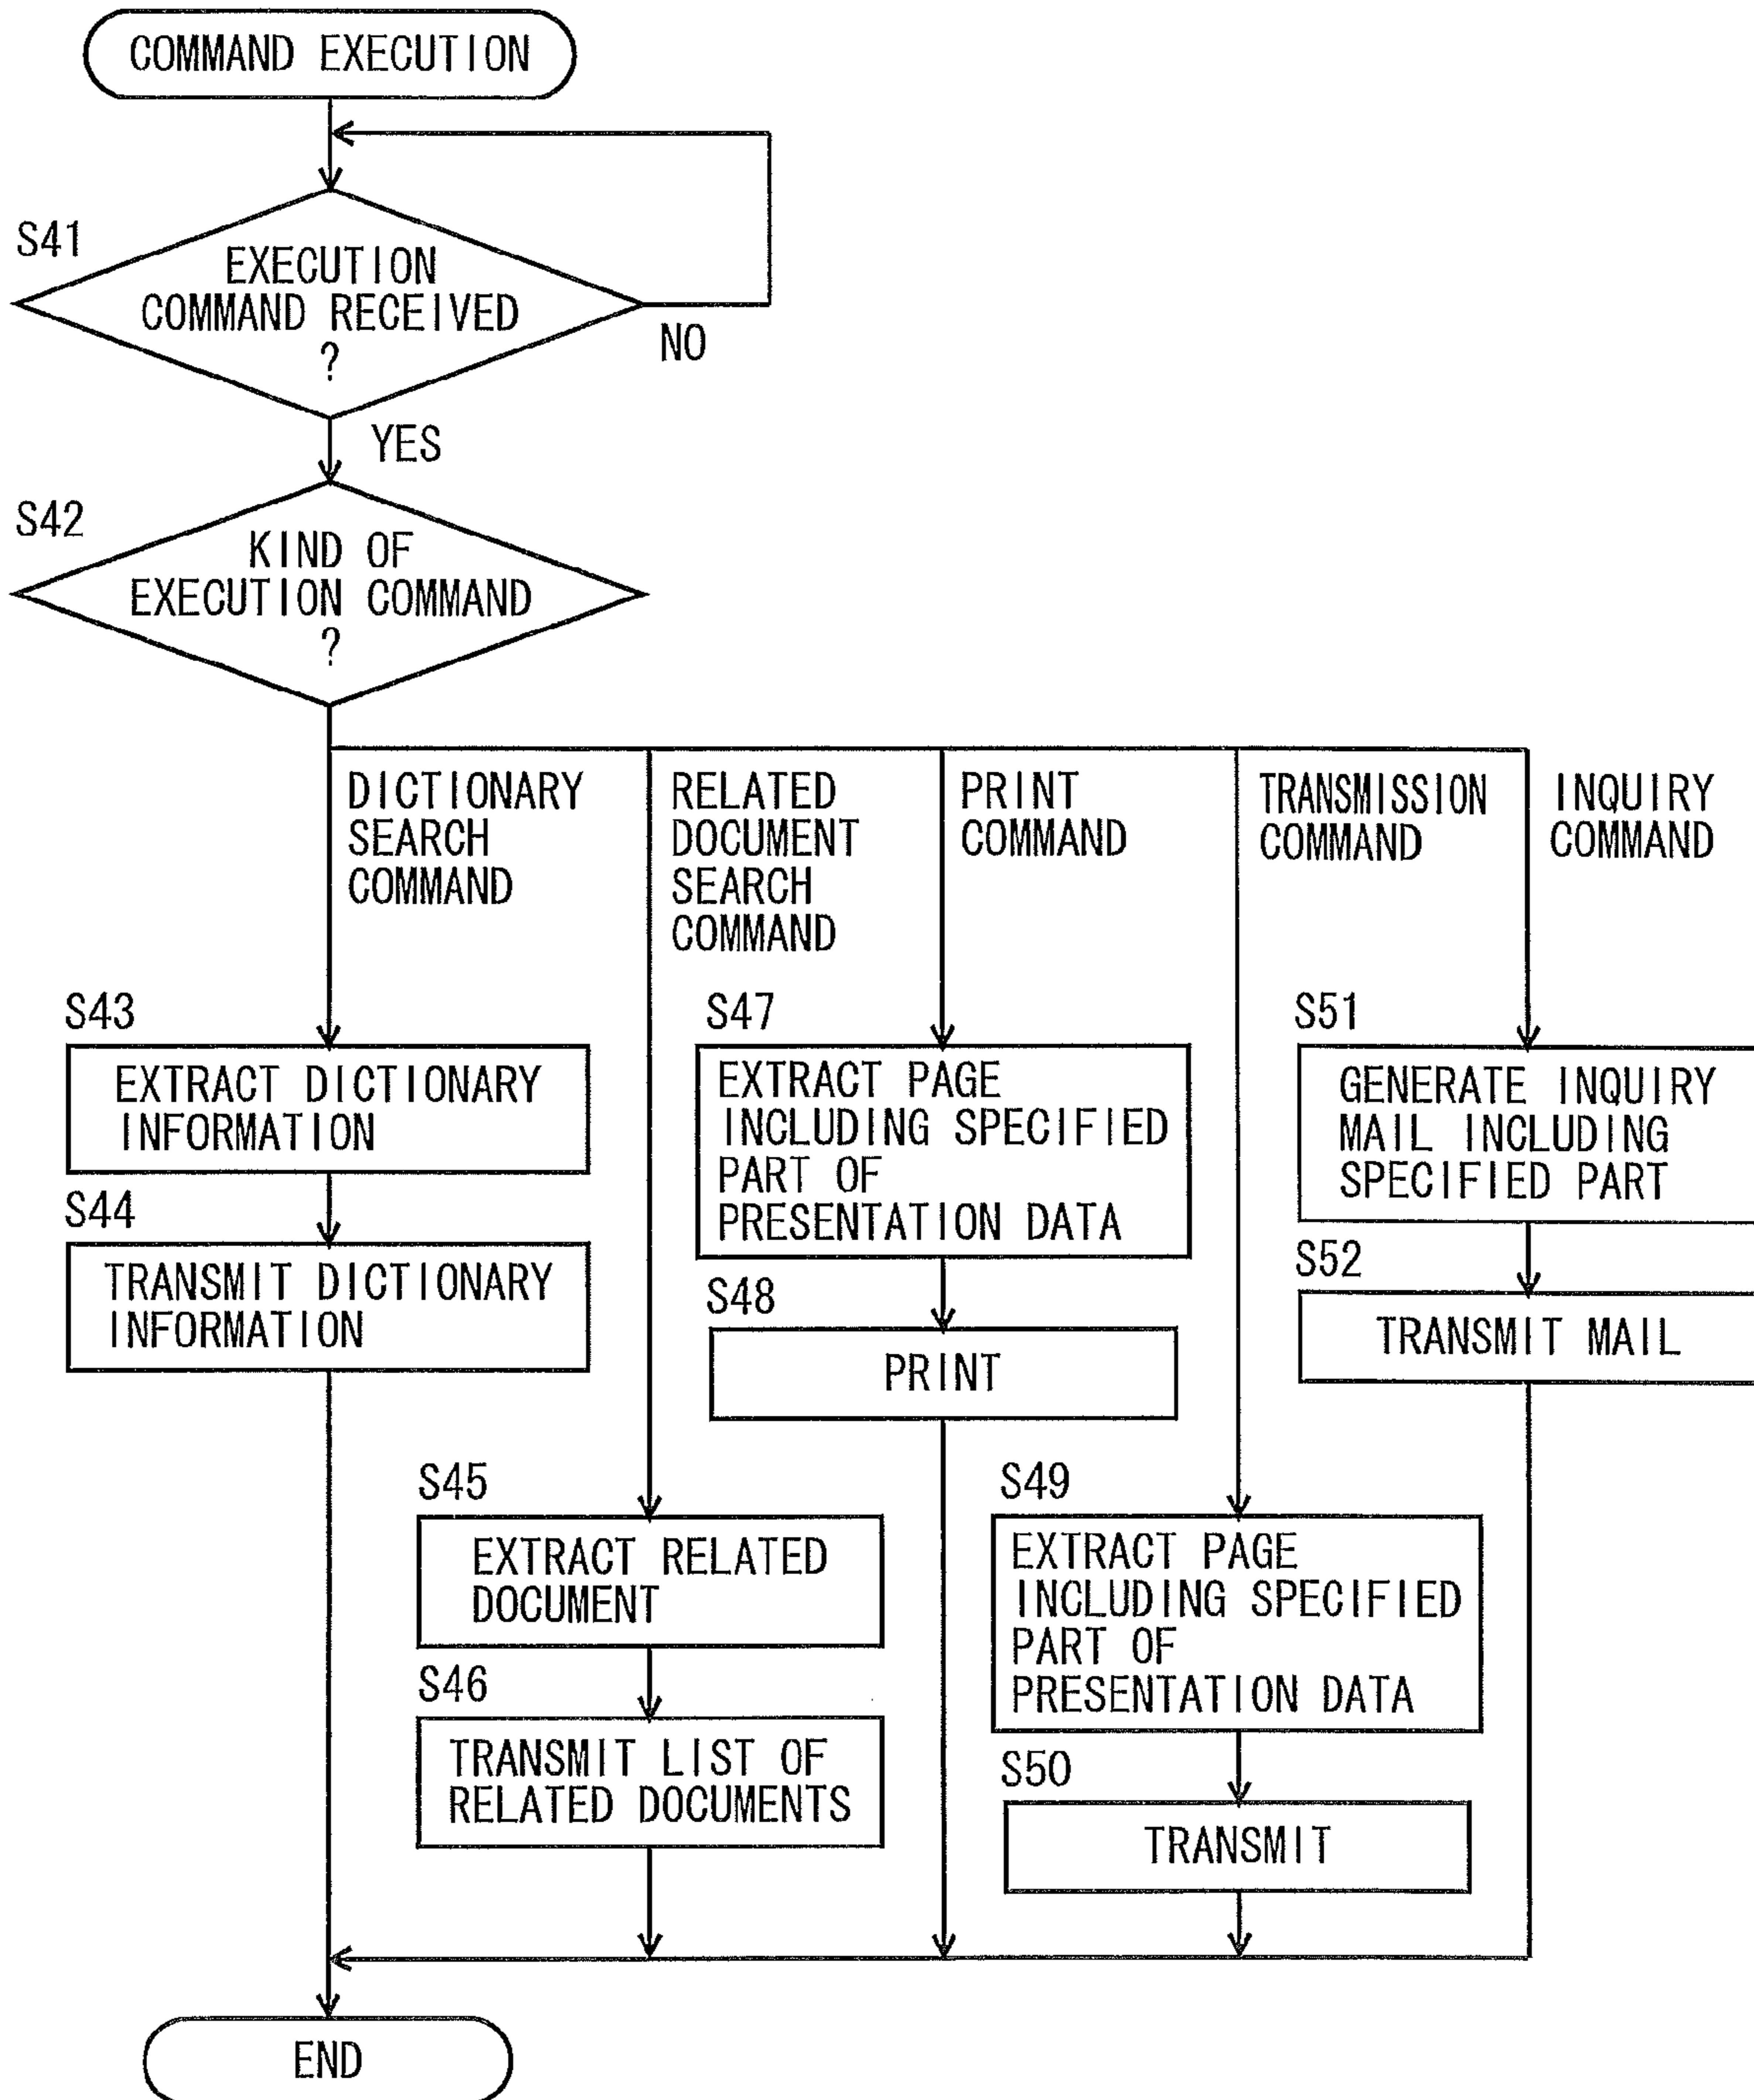 COMMAND EXECUTION
S41
EXECUTION
COMMAND RECEIVED
?
NO
YES
S42
KIND OF
EXECUTION COMMAND
?
DICTIONARY
SEARCH
COMMAND
RELATED
DOCUMENT
SEARCH
COMMAND
PRINT
COMMAND
TRANSMISSION
COMMAND
INQUIRY
COMMAND
S43
EXTRACT DICTIONARY
INFORMATION
S44
TRANSMIT DICTIONARY
INFORMATION
S45
EXTRACT RELATED
DOCUMENT
S46
TRANSMIT LIST OF
RELATED DOCUMENTS
S47
EXTRACT PAGE
INCLUDING SPECIFIED
PART OF
PRESENTATION DATA
S48
PRINT
S49
EXTRACT PAGE
INCLUDING SPECIFIED
PART OF
PRESENTATION DATA
S50
TRANSMIT
S51
GENERATE INQUIRY
MAIL INCLUDING
SPECIFIED PART
S52
TRANSMIT MAIL
END